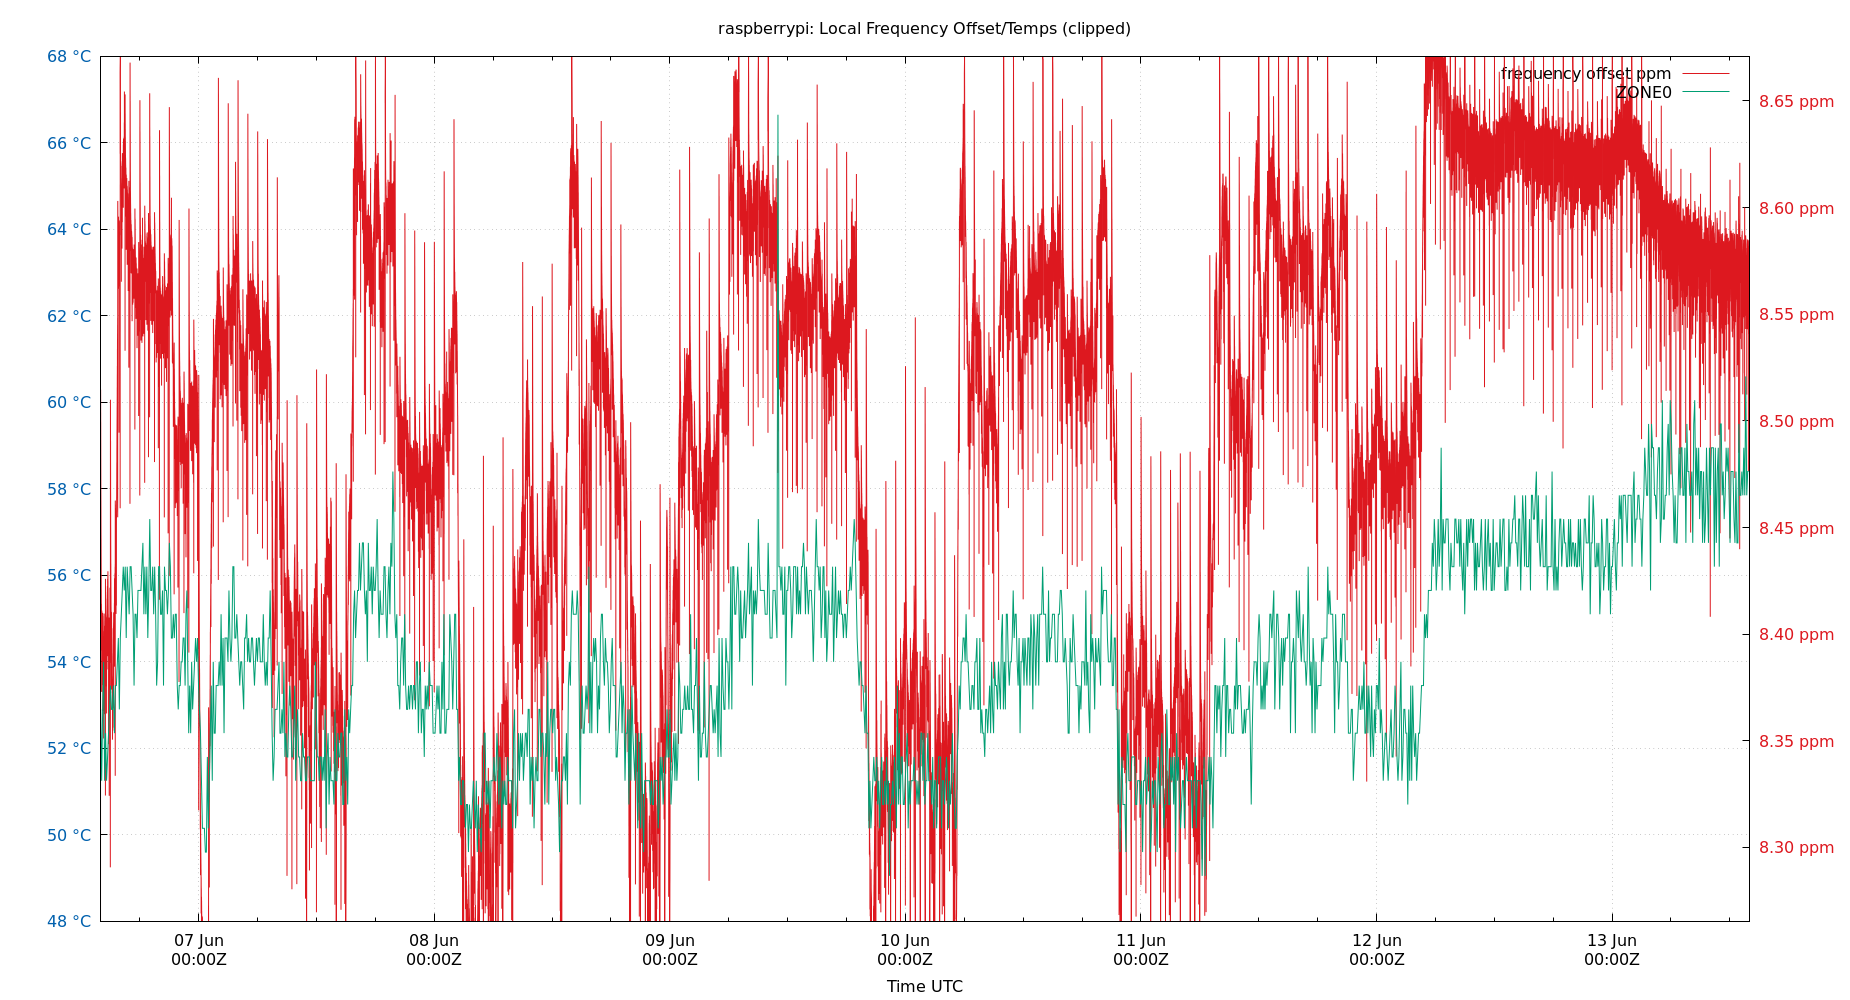 raspberrypi: Local Frequency Offset/Temps (clipped)
68 °C
66 °C
64 °C
62 °C
60 °C
58 °C
56 °C
54 °C
52 °C
50 °C
48 °C
frequency offset ppm
ZONE0
8.65 ppm
8.60 ppm
8.55 ppm
8.50 ppm
8.45 ppm
8.40 ppm
8.35 ppm
8.30 ppm
07 Jun
00:00Z
08 Jun
00:00Z
09 Jun
00:00Z
10 Jun
00:00Z
11 Jun
00:00Z
12 Jun
00:00Z
13 Jun
00:00Z
Time UTC